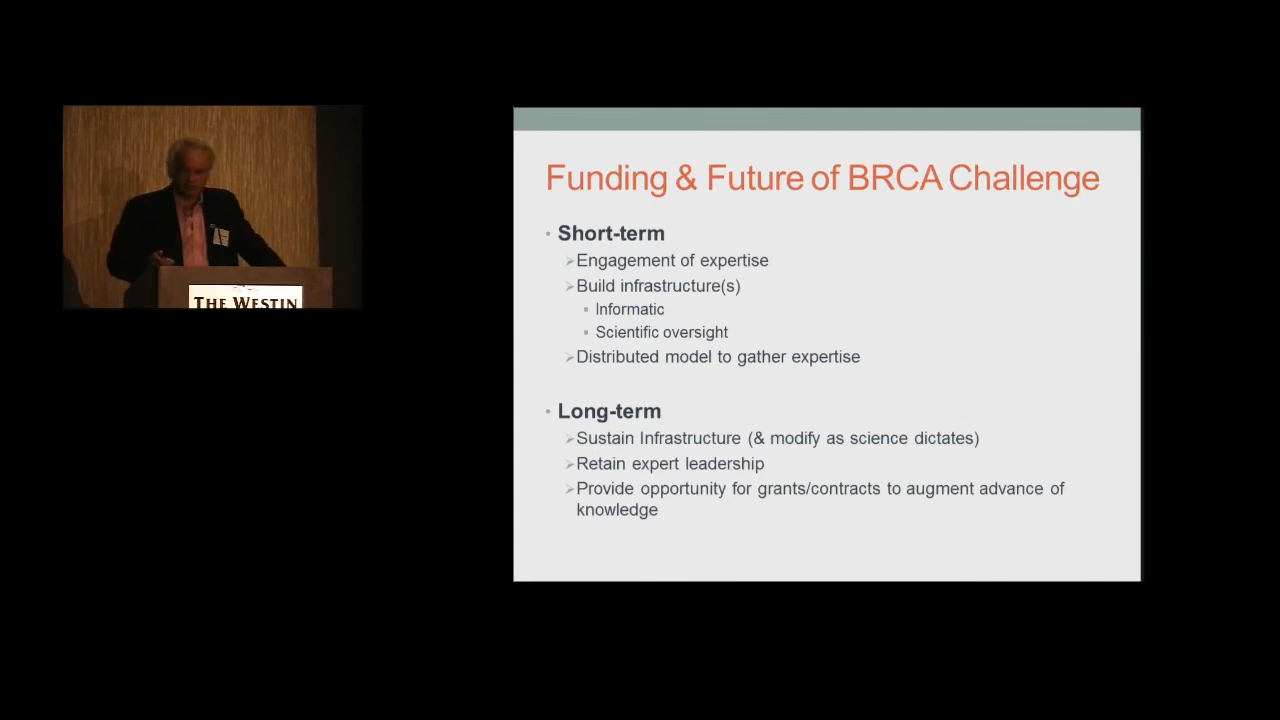 THE WESTIN
Funding & Future of BRCA Challenge
Short-term
Engagement of expertise
Build infrastructure(s)
Informatic
Scientific oversight
Distributed model to gather expertise
Long-term
Sustain Infrastructure (& modify as science dictates)
Retain expert leadership
Provide opportunity for grants/contracts to augment advance of
knowledge